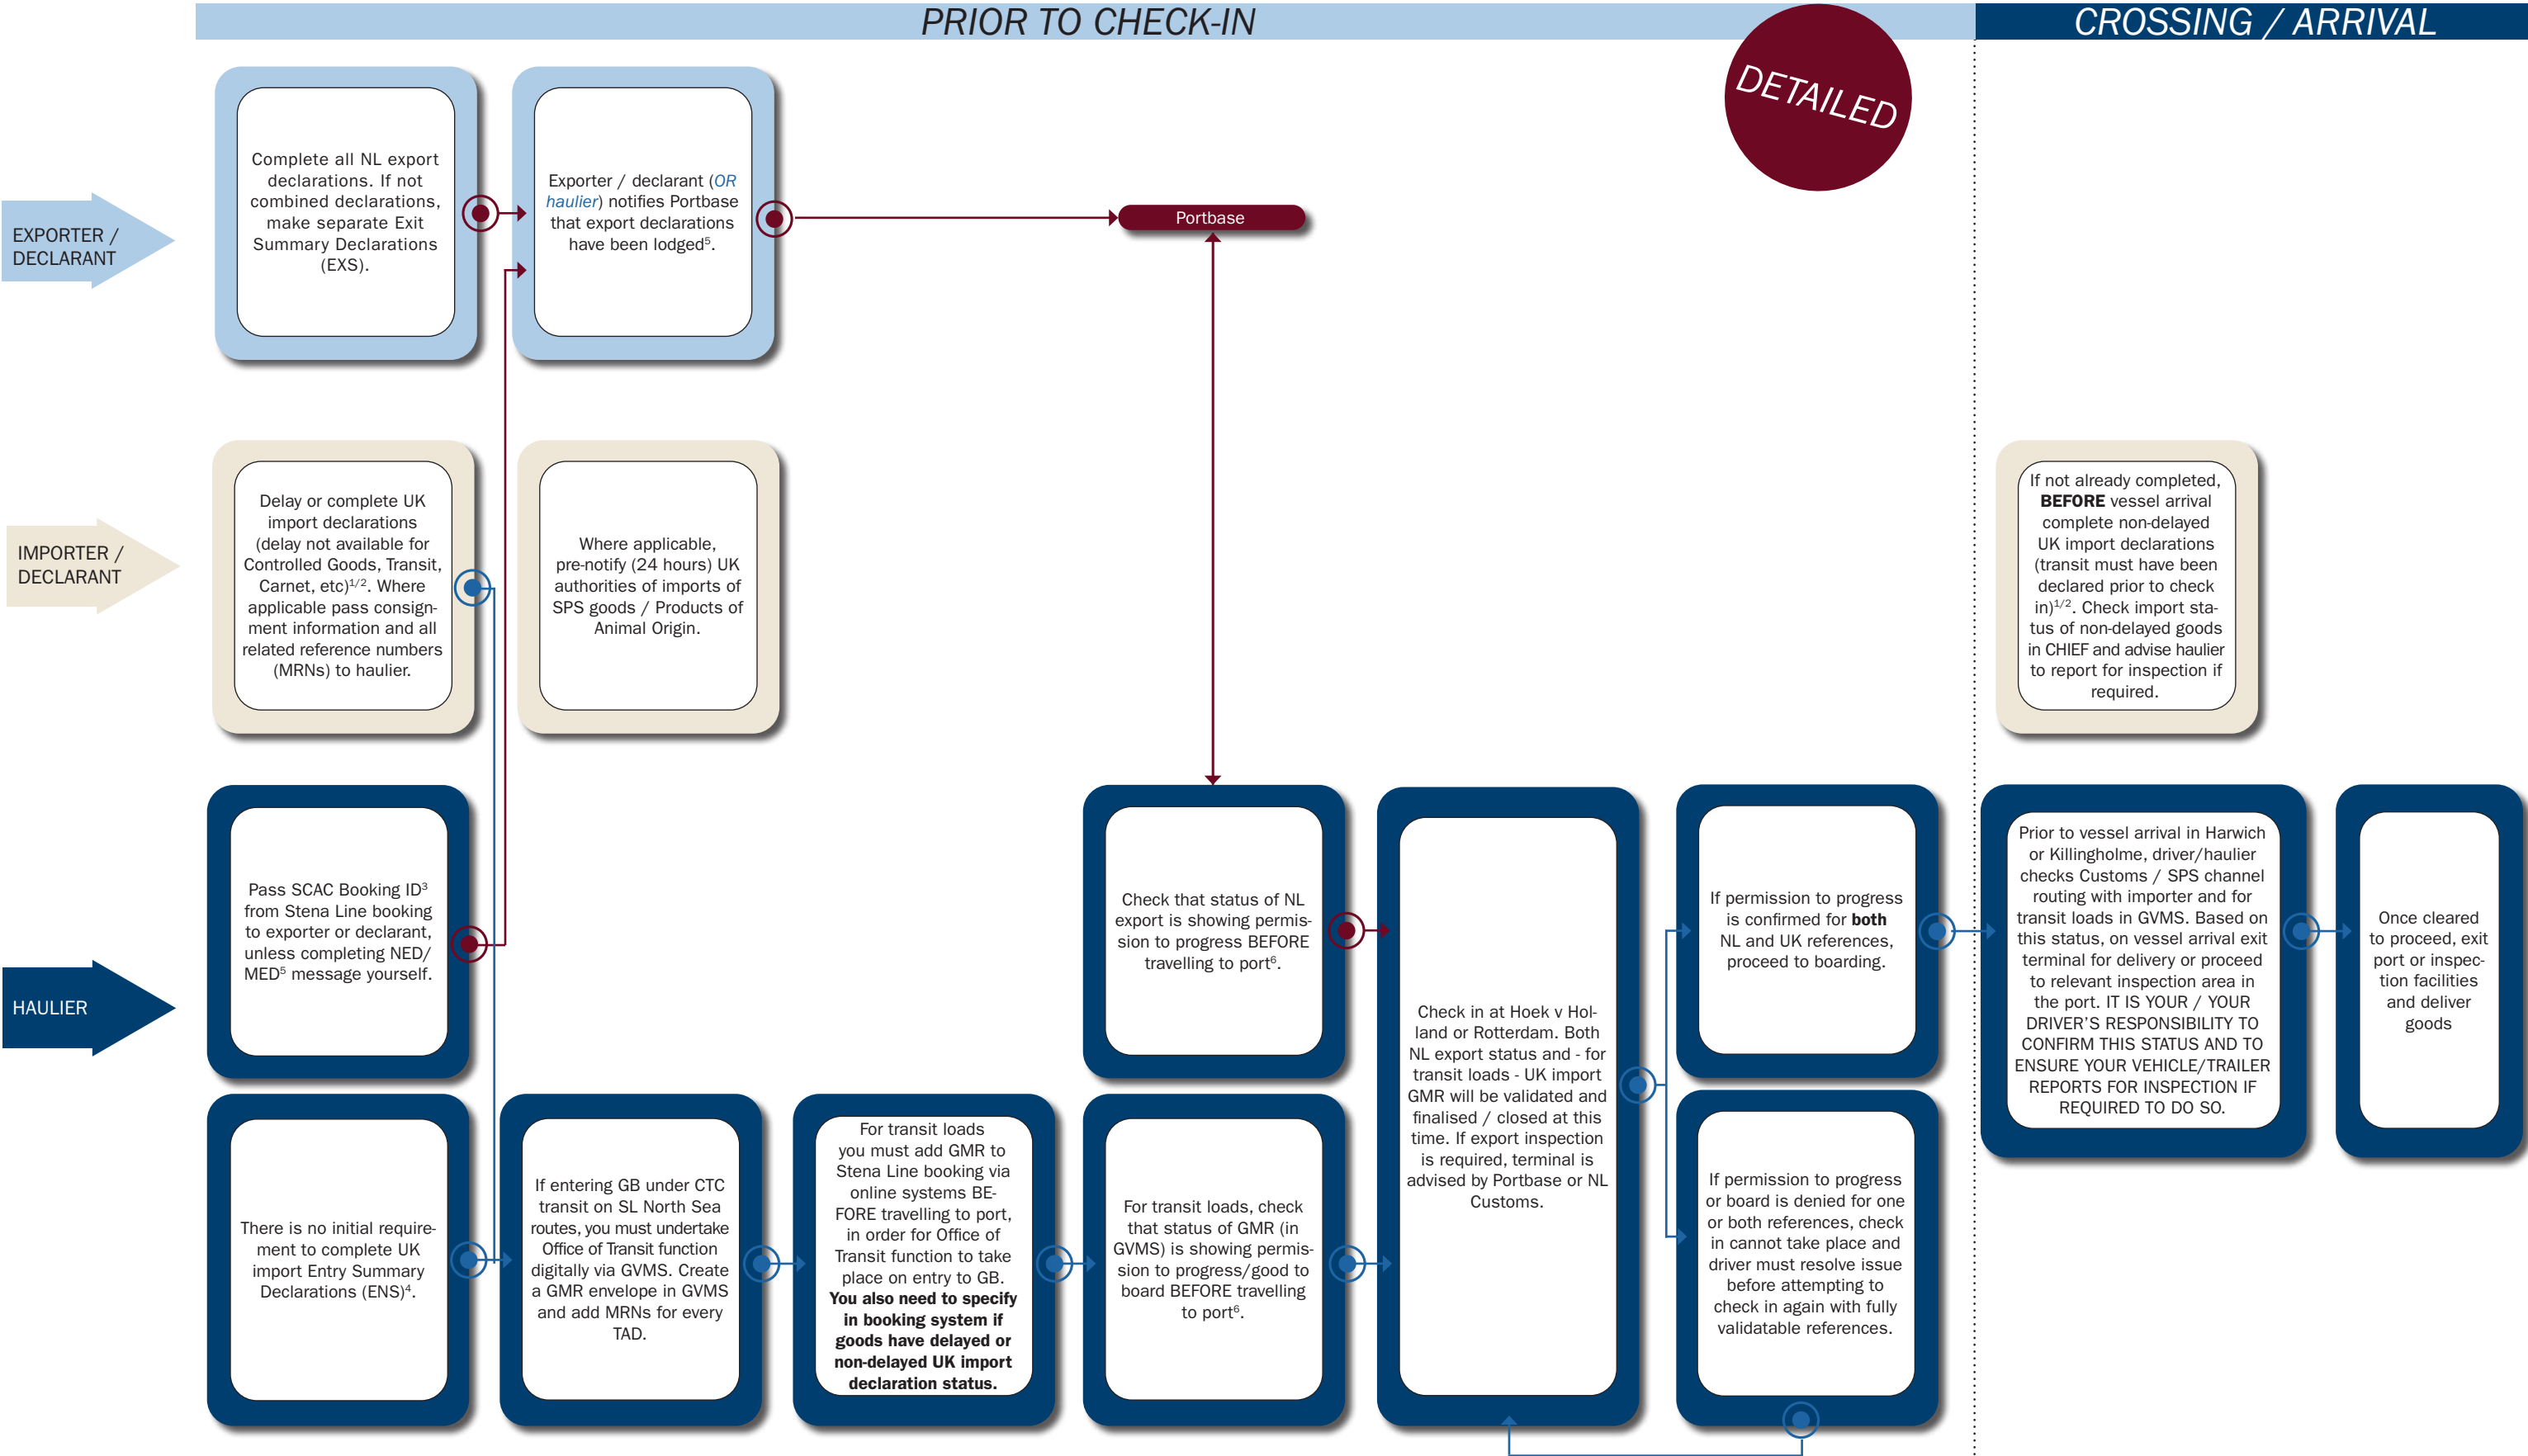 PRIOR TO CHECK-IN
CROSSING / ARRIVAL
DETAILED
EXPORTER /
DECLARANT
Complete all NL export
declarations. If not
combined declarations,
make separate Exit
Summary Declarations
(EXS).
Exporter / declarant (OR
haulier) notifies Portbase
that export declarations
have been lodged⁵.
Portbase
IMPORTER /
DECLARANT
Delay or complete UK
import declarations
(delay not available for
Controlled Goods, Transit,
Carnet, etc)¹/². Where
applicable pass consign-
ment information and all
related reference numbers
(MRNs) to haulier.
Where applicable,
pre-notify (24 hours) UK
authorities of imports of
SPS goods / Products of
Animal Origin.
If not already completed,
BEFORE vessel arrival
complete non-delayed
UK import declarations
(transit must have been
declared prior to check
in)¹/². Check import sta-
tus of non-delayed goods
in CHIEF and advise haulier
to report for inspection if
required.
HAULIER
Pass SCAC Booking ID³
from Stena Line booking
to exporter or declarant,
unless completing NED/
MED⁵ message yourself.
Check that status of NL
export is showing permis-
sion to progress BEFORE
travelling to port⁶.
Check in at Hoek v Hol-
land or Rotterdam. Both
NL export status and - for
transit loads - UK import
GMR will be validated and
finalised / closed at this
time. If export inspection
is required, terminal is
advised by Portbase or NL
Customs.
If permission to progress
is confirmed for both
NL and UK references,
proceed to boarding.
Prior to vessel arrival in Harwich
or Killingholme, driver/haulier
checks Customs / SPS channel
routing with importer and for
transit loads in GVMS. Based on
this status, on vessel arrival exit
terminal for delivery or proceed
to relevant inspection area in
the port. IT IS YOUR / YOUR
DRIVER'S RESPONSIBILITY TO
CONFIRM THIS STATUS AND TO
ENSURE YOUR VEHICLE/TRAILER
REPORTS FOR INSPECTION IF
REQUIRED TO DO SO.
Once cleared
to proceed, exit
port or inspec-
tion facilities
and deliver
goods
There is no initial require-
ment to complete UK
import Entry Summary
Declarations (ENS)⁴.
If entering GB under CTC
transit on SL North Sea
routes, you must undertake
Office of Transit function
digitally via GVMS. Create
a GMR envelope in GVMS
and add MRNs for every
TAD.
For transit loads
you must add GMR to
Stena Line booking via
online systems BE-
FORE travelling to port,
in order for Office of
Transit function to take
place on entry to GB.
You also need to specify
in booking system if
goods have delayed or
non-delayed UK import
declaration status.
For transit loads, check
that status of GMR (in
GVMS) is showing permis-
sion to progress/good to
board BEFORE travelling
to port⁶.
If permission to progress
or board is denied for one
or both references, check
in cannot take place and
driver must resolve issue
before attempting to
check in again with fully
validatable references.